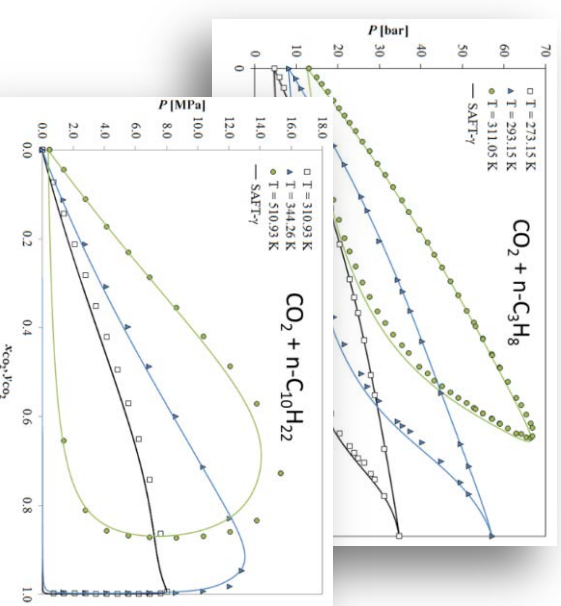 P [bar]
0
10
20
30
40
50
60
70
0
T = 273.15 K
T = 293.15 K
T = 311.05 K
SAFT-γ
CO₂ + n-C₃H₈
P [MPa]
0.0
2.0
4.0
6.0
8.0
10.0
12.0
14.0
16.0
18.0
0.0
0.2
0.4
0.6
0.8
1.0
T = 310.93 K
T = 344.26 K
T = 510.93 K
SAFT-γ
CO₂ + n-C₁₀H₂₂
x_CO₂, y_CO₂